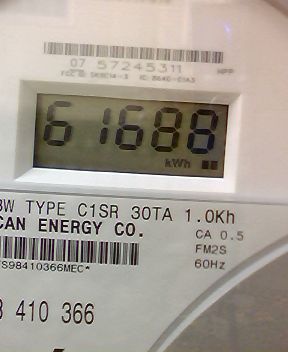 07 57245311
61688
kWh
3W TYPE C1SR 30TA 1.0Kh
CAN ENERGY CO.
CA 0.5
FM2S
60Hz
S98410366MEC*
410 366